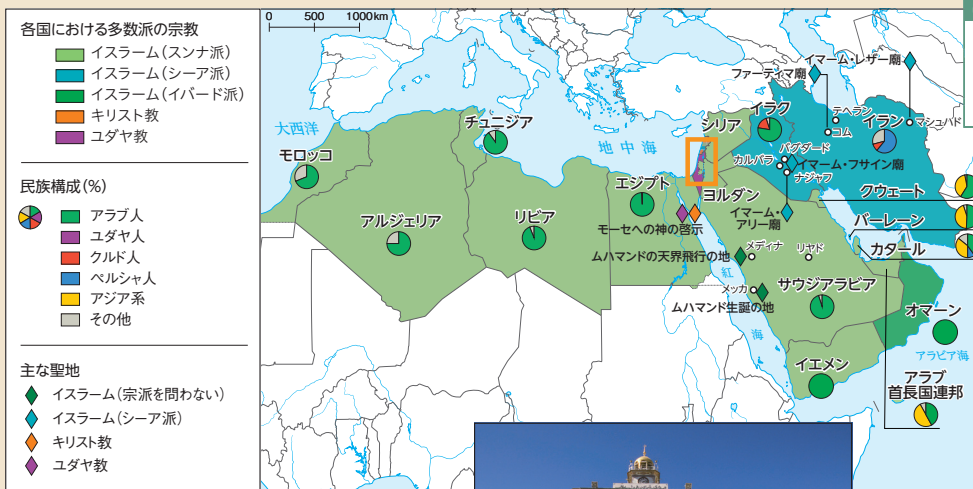 各国における多数派の宗教
イスラーム(スンナ派)
イスラーム(シーア派)
イスラーム(イバード派)
キリスト教
ユダヤ教
民族構成(%)
アラブ人
ユダヤ人
クルド人
ペルシャ人
アジア系
その他
主な聖地
イスラーム(宗派を問わない)
イスラーム(シーア派)
キリスト教
ユダヤ教
0 500 1000km
大西洋
モロッコ
チュニジア
アルジェリア
リビア
地中海
エジプト
シリア
ヨルダン
モーセへの神の啓示
ムハマンドの天界飛行の地
メディナ
リヤド
メッカ
ムハマンド生誕の地
紅海
サウジアラビア
イエメン
オマーン
アラビア海
アラブ
首長国連邦
イマーム・レザー廟
ファーティマ廟
イラク
テヘラン
コム
イラン
マシュハド
バグダード
カルバラ
イマーム・フサイン廟
ナジャフ
イマーム・
アリー廟
クウェート
バーレーン
カタール